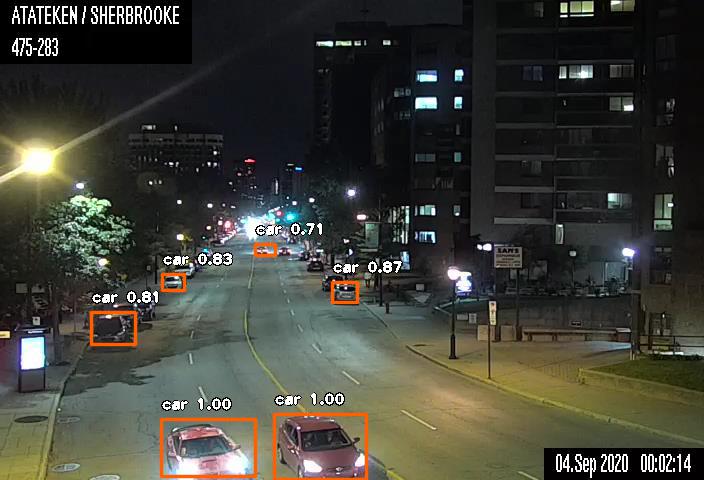 ATATEKEN / SHERBROOKE
475-283
car 0.71
car 0.83
car 0.87
car 0.81
car 1.00
car 1.00
04.Sep 2020 00:02:14